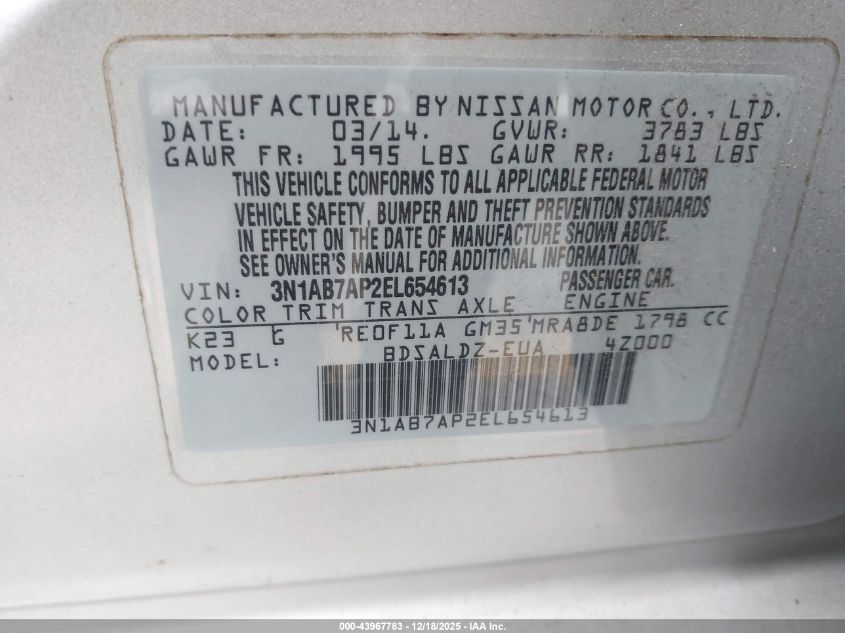 MANUFACTURED BY NISSAN MOTOR CO., LTD.
DATE: 03/14. GVWR: 3783 LBS
GAWR FR: 1995 LBS GAWR RR: 1841 LBS
THIS VEHICLE CONFORMS TO ALL APPLICABLE FEDERAL MOTOR
VEHICLE SAFETY, BUMPER AND THEFT PREVENTION STANDARDS
IN EFFECT ON THE DATE OF MANUFACTURE SHOWN ABOVE.
SEE OWNER'S MANUAL FOR ADDITIONAL INFORMATION.
VIN: 3N1AB7AP2EL654613 PASSENGER CAR.
COLOR TRIM TRANS AXLE ENGINE
K23 G RE0F11A GM35 MRA8DE 1798 CC
MODEL: BDSALDZ-EUA 4Z000
3N1AB7AP2EL654613
000-43967783 - 12/18/2025 - IAA Inc.